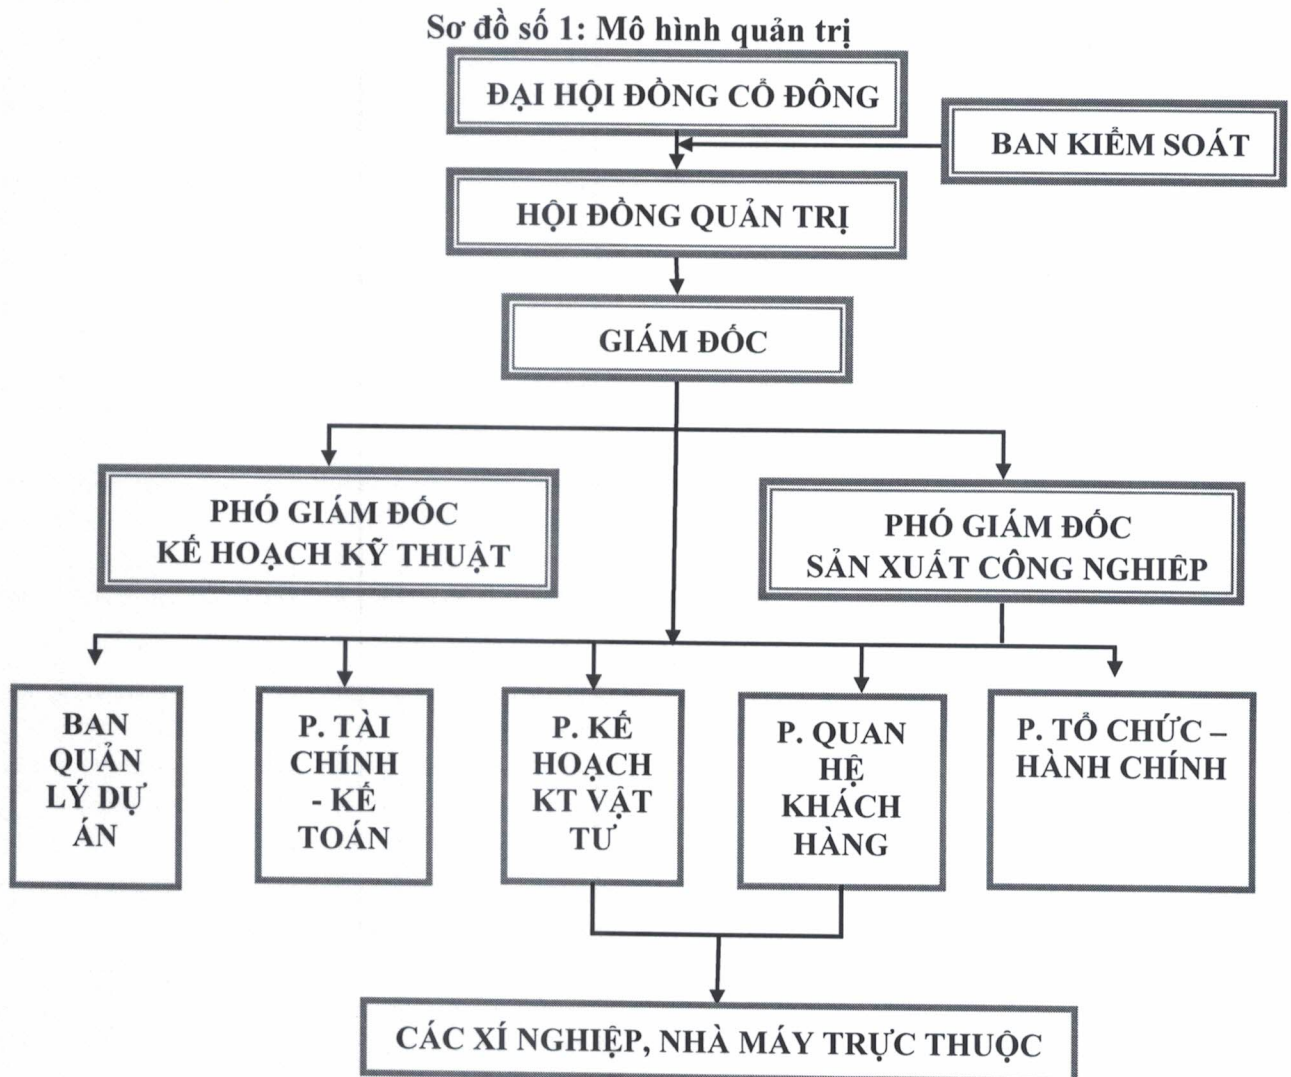 Sơ đồ số 1: Mô hình quản trị
ĐẠI HỘI ĐỒNG CỔ ĐÔNG
BAN KIỂM SOÁT
HỘI ĐỒNG QUẢN TRỊ
GIÁM ĐỐC
PHÓ GIÁM ĐỐC
KẾ HOẠCH KỸ THUẬT
PHÓ GIÁM ĐỐC
SẢN XUẤT CÔNG NGHIỆP
BAN
QUẢN
LÝ DỰ
ÁN
P. TÀI
CHÍNH
- KẾ
TOÁN
P. KẾ
HOẠCH
KT VẬT
TƯ
P. QUAN
HỆ
KHÁCH
HÀNG
P. TỔ CHỨC –
HÀNH CHÍNH
CÁC XÍ NGHIỆP, NHÀ MÁY TRỰC THUỘC